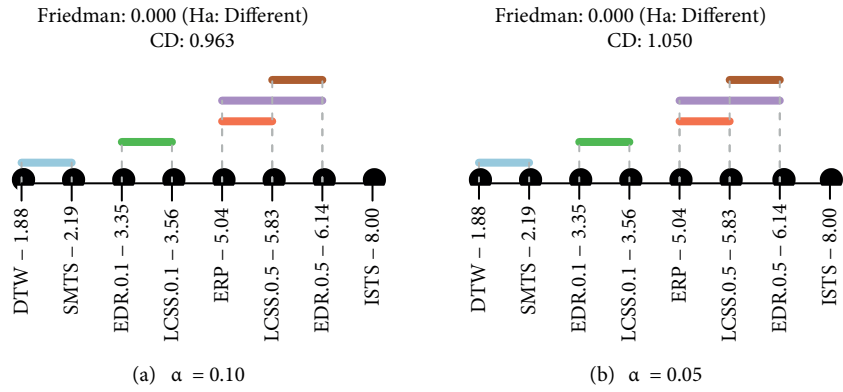 Friedman: 0.000 (Ha: Different)
CD: 0.963
DTW – 1.88
SMTS – 2.19
EDR.0.1 – 3.35
LCSS.0.1 – 3.56
ERP – 5.04
LCSS.0.5 – 5.83
EDR.0.5 – 6.14
ISTS – 8.00
(a) α = 0.10
Friedman: 0.000 (Ha: Different)
CD: 1.050
DTW – 1.88
SMTS – 2.19
EDR.0.1 – 3.35
LCSS.0.1 – 3.56
ERP – 5.04
LCSS.0.5 – 5.83
EDR.0.5 – 6.14
ISTS – 8.00
(b) α = 0.05